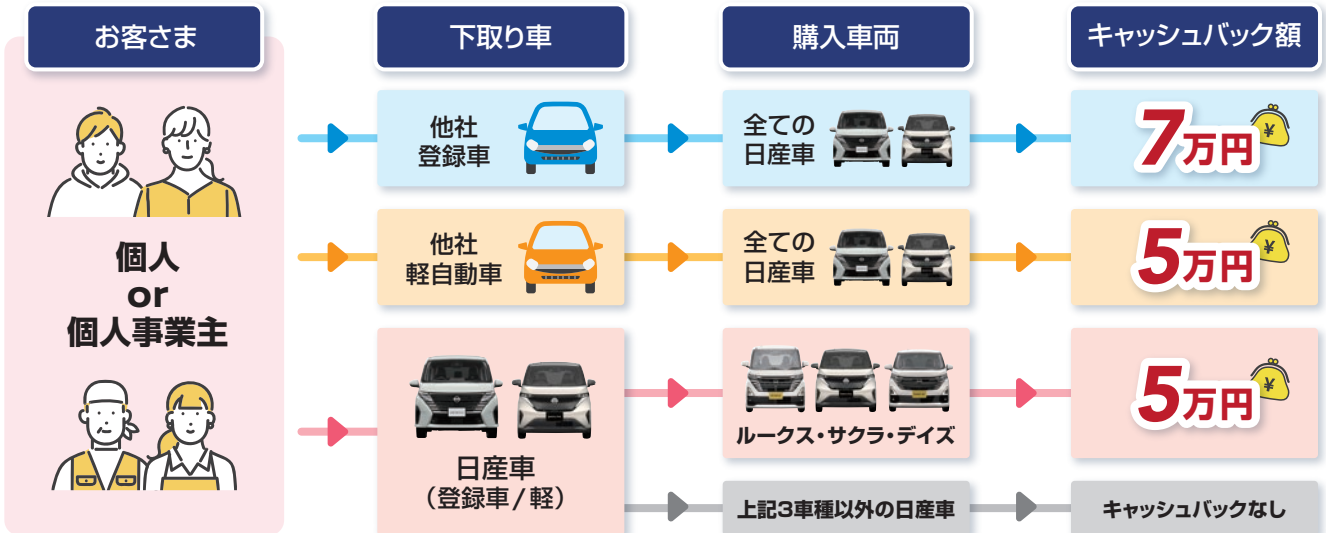 お客さま
下取り車
購入車両
キャッシュバック額
個人
or
個人事業主
他社
登録車
全ての
日産車
7万円
¥
他社
軽自動車
全ての
日産車
5万円
¥
日産車
（登録車/軽）
ルークス・サクラ・デイズ
5万円
¥
上記3車種以外の日産車
キャッシュバックなし